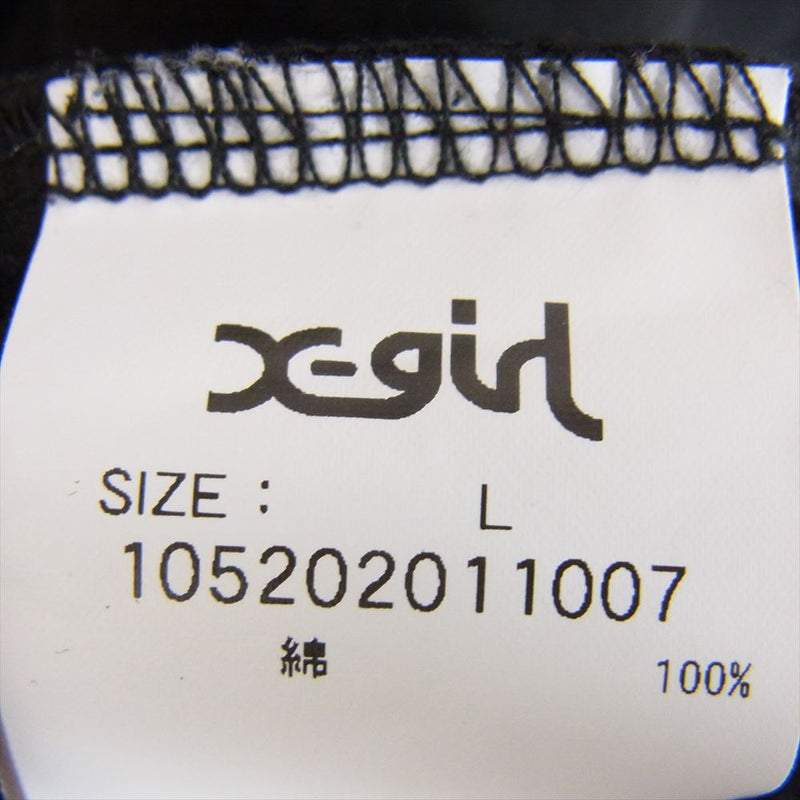 X-girl
SIZE : L
105202011007
綿 100%